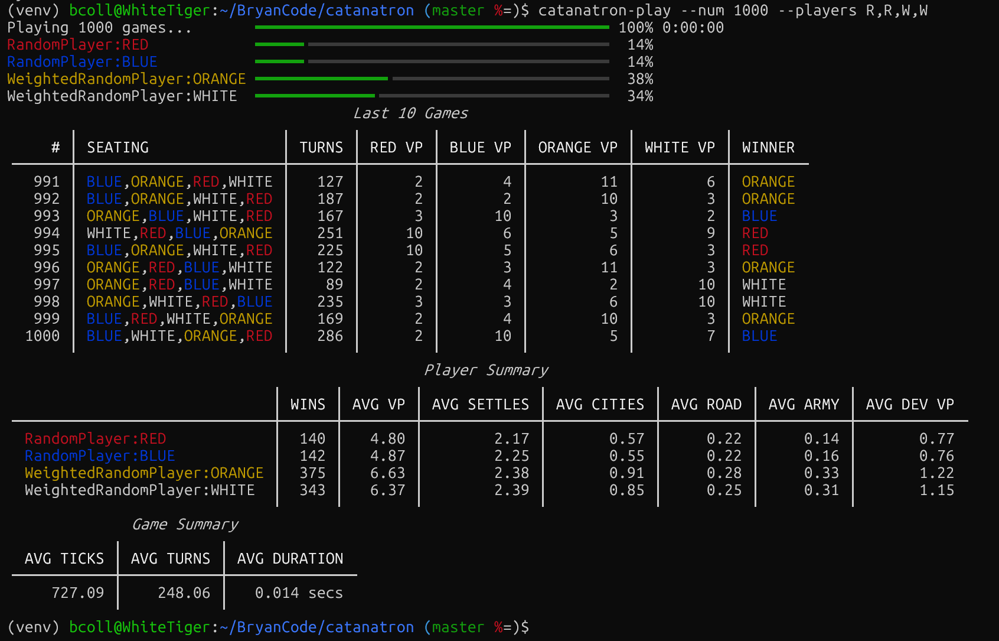 (venv) bcoll@WhiteTiger:~/BryanCode/catanatron (master %=)$ catanatron-play --num 1000 --players R,R,W,W
Playing 1000 games... 100% 0:00:00
RandomPlayer:RED 14%
RandomPlayer:BLUE 14%
WeightedRandomPlayer:ORANGE 38%
WeightedRandomPlayer:WHITE 34%
Last 10 Games
# SEATING TURNS RED VP BLUE VP ORANGE VP WHITE VP WINNER
991 BLUE,ORANGE,RED,WHITE 127 2 4 11 6 ORANGE
992 BLUE,ORANGE,WHITE,RED 187 2 2 10 3 ORANGE
993 ORANGE,BLUE,WHITE,RED 167 3 10 3 2 BLUE
994 WHITE,RED,BLUE,ORANGE 251 10 6 5 9 RED
995 BLUE,ORANGE,WHITE,RED 225 10 5 6 3 RED
996 ORANGE,RED,BLUE,WHITE 122 2 3 11 3 ORANGE
997 ORANGE,RED,BLUE,WHITE 89 2 4 2 10 WHITE
998 ORANGE,WHITE,RED,BLUE 235 3 3 6 10 WHITE
999 BLUE,RED,WHITE,ORANGE 169 2 4 10 3 ORANGE
1000 BLUE,WHITE,ORANGE,RED 286 2 10 5 7 BLUE
Player Summary
WINS AVG VP AVG SETTLES AVG CITIES AVG ROAD AVG ARMY AVG DEV VP
RandomPlayer:RED 140 4.80 2.17 0.57 0.22 0.14 0.77
RandomPlayer:BLUE 142 4.87 2.25 0.55 0.22 0.16 0.76
WeightedRandomPlayer:ORANGE 375 6.63 2.38 0.91 0.28 0.33 1.22
WeightedRandomPlayer:WHITE 343 6.37 2.39 0.85 0.25 0.31 1.15
Game Summary
AVG TICKS AVG TURNS AVG DURATION
727.09 248.06 0.014 secs
(venv) bcoll@WhiteTiger:~/BryanCode/catanatron (master %=)$